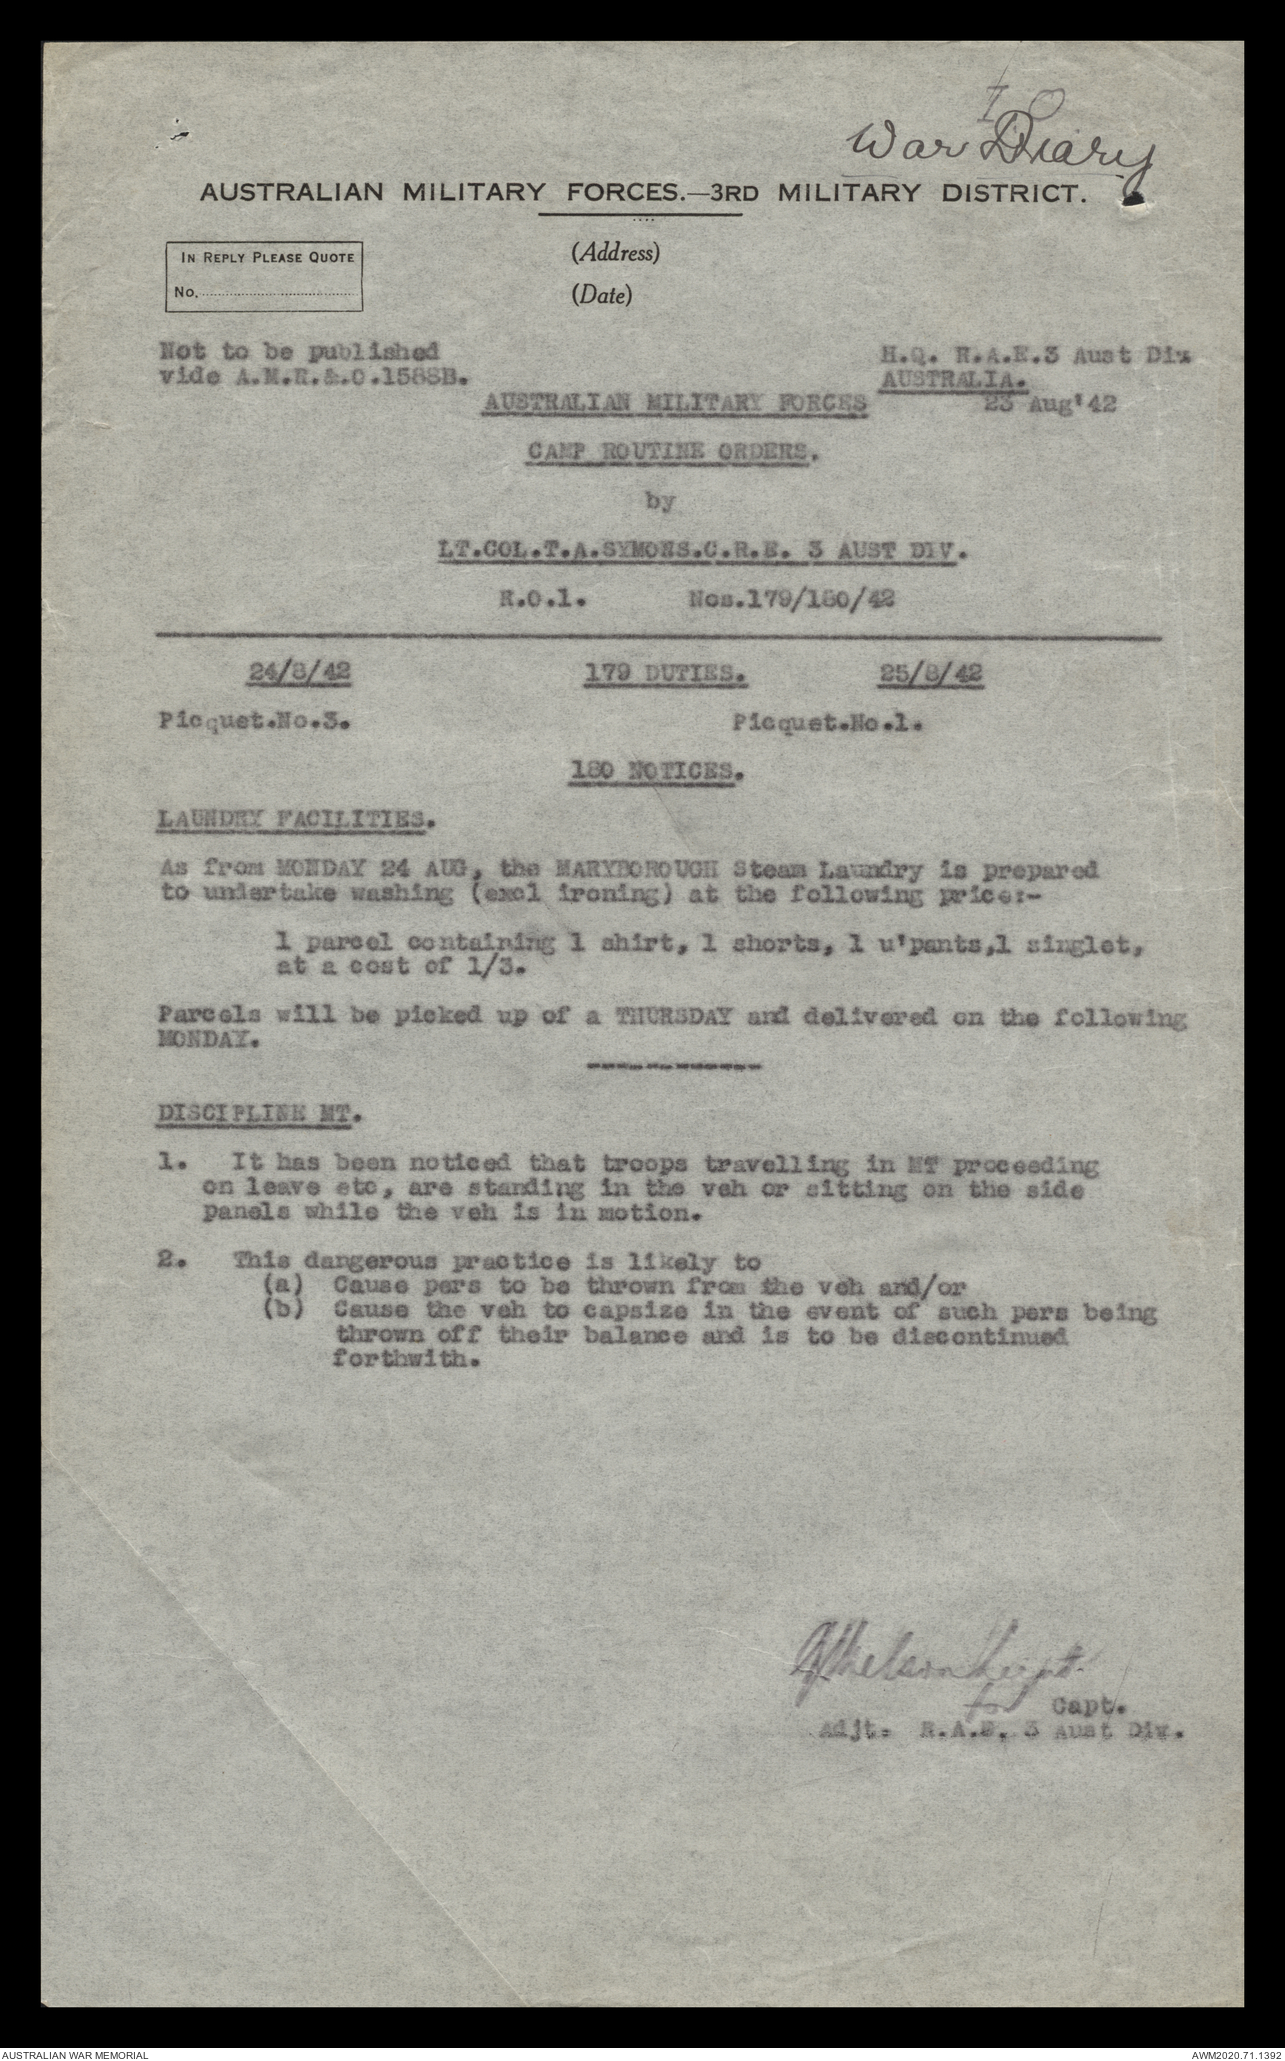 I O
War Diary
AUSTRALIAN MILITARY FORCES.—3RD MILITARY DISTRICT.
IN REPLY PLEASE QUOTE
No.
(Address)
(Date)
Not to be published
vide A.M.R.&.O.1588B.
H.Q. R.A.E.3 Aust Div
AUSTRALIA.
23 Aug'42
AUSTRALIAN MILITARY FORCES
CAMP ROUTINE ORDERS.
by
LT.COL.T.A.SYMONS.C.R.E. 3 AUST DIV.
R.O.1. Nos.179/180/42
24/8/42 179 DUTIES. 25/8/42
Picquet.No.3. Picquet.No.1.
180 NOTICES.
LAUNDRY FACILITIES.
As from MONDAY 24 AUG, the MARYBOROUGH Steam Laundry is prepared
to undertake washing (excl ironing) at the following price:-
1 parcel containing 1 shirt, 1 shorts, 1 u'pants,1 singlet,
at a cost of 1/3.
Parcels will be picked up of a THURSDAY and delivered on the following
MONDAY.
------------
DISCIPLINE MT.
1. It has been noticed that troops travelling in MT proceeding
on leave etc, are standing in the veh or sitting on the side
panels while the veh is in motion.
2. This dangerous practice is likely to
(a) Cause pers to be thrown from the veh and/or
(b) Cause the veh to capsize in the event of such pers being
thrown off their balance and is to be discontinued
forthwith.
Nelson Lieut.
for Capt.
Adjt. R.A.E. 3 Aust Div.
AUSTRALIAN WAR MEMORIAL
AWM2020.71.1392